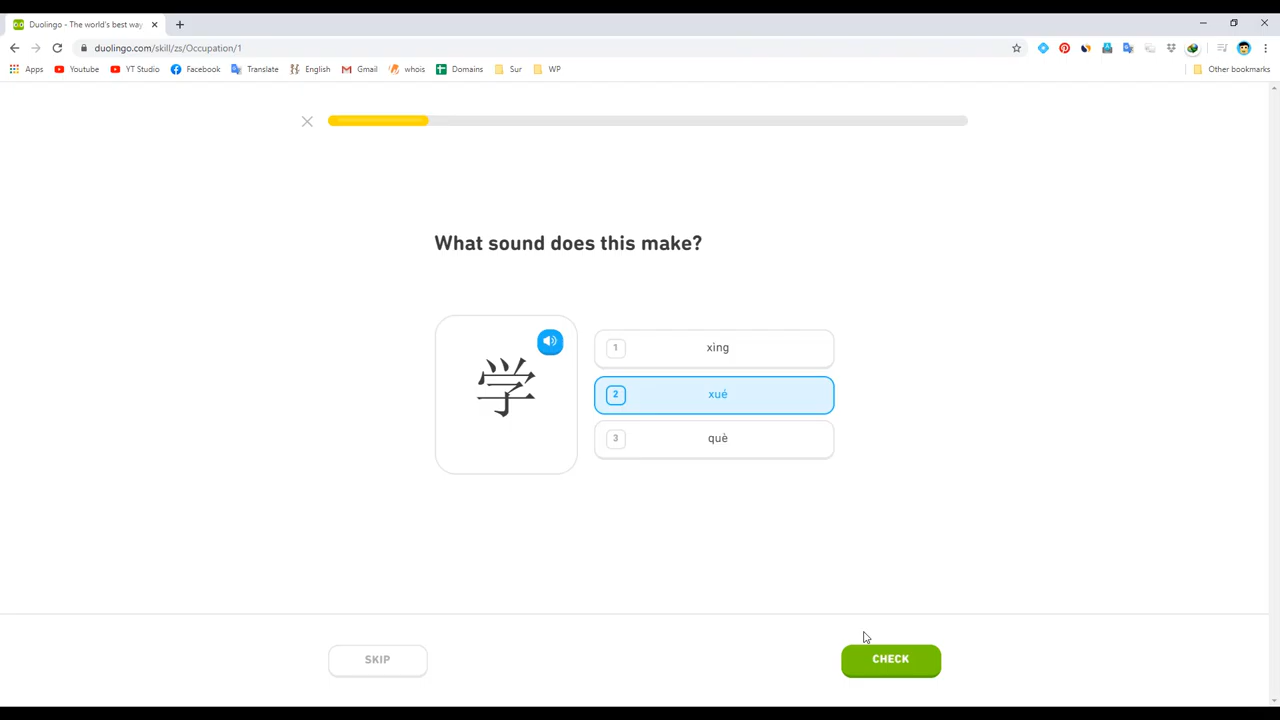 Duolingo - The world's best way
duolingo.com/skill/zs/Occupation/1
Apps Youtube YT Studio Facebook Translate English Gmail whois Domains Sur WP Other bookmarks
What sound does this make?
学
1 xìng
2 xué
3 què
SKIP
CHECK